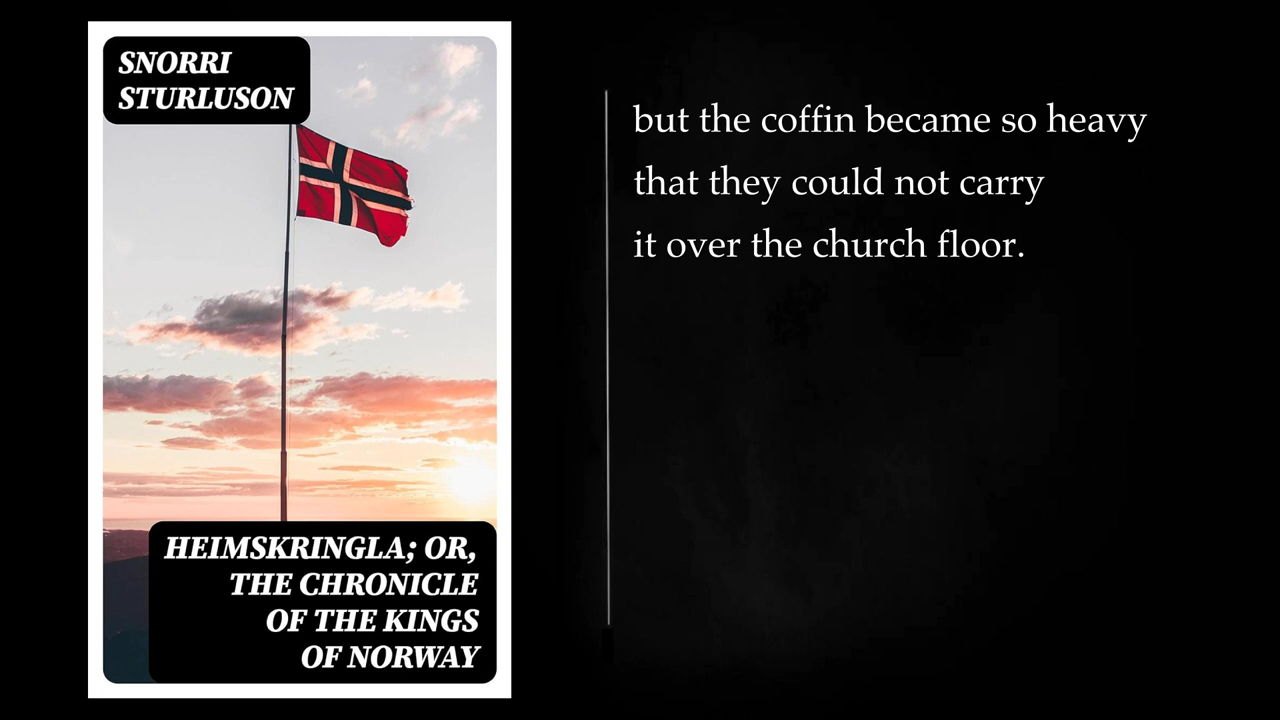 SNORRI
STURLUSON
HEIMSKRINGLA; OR,
THE CHRONICLE
OF THE KINGS
OF NORWAY
but the coffin became so heavy
that they could not carry
it over the church floor.